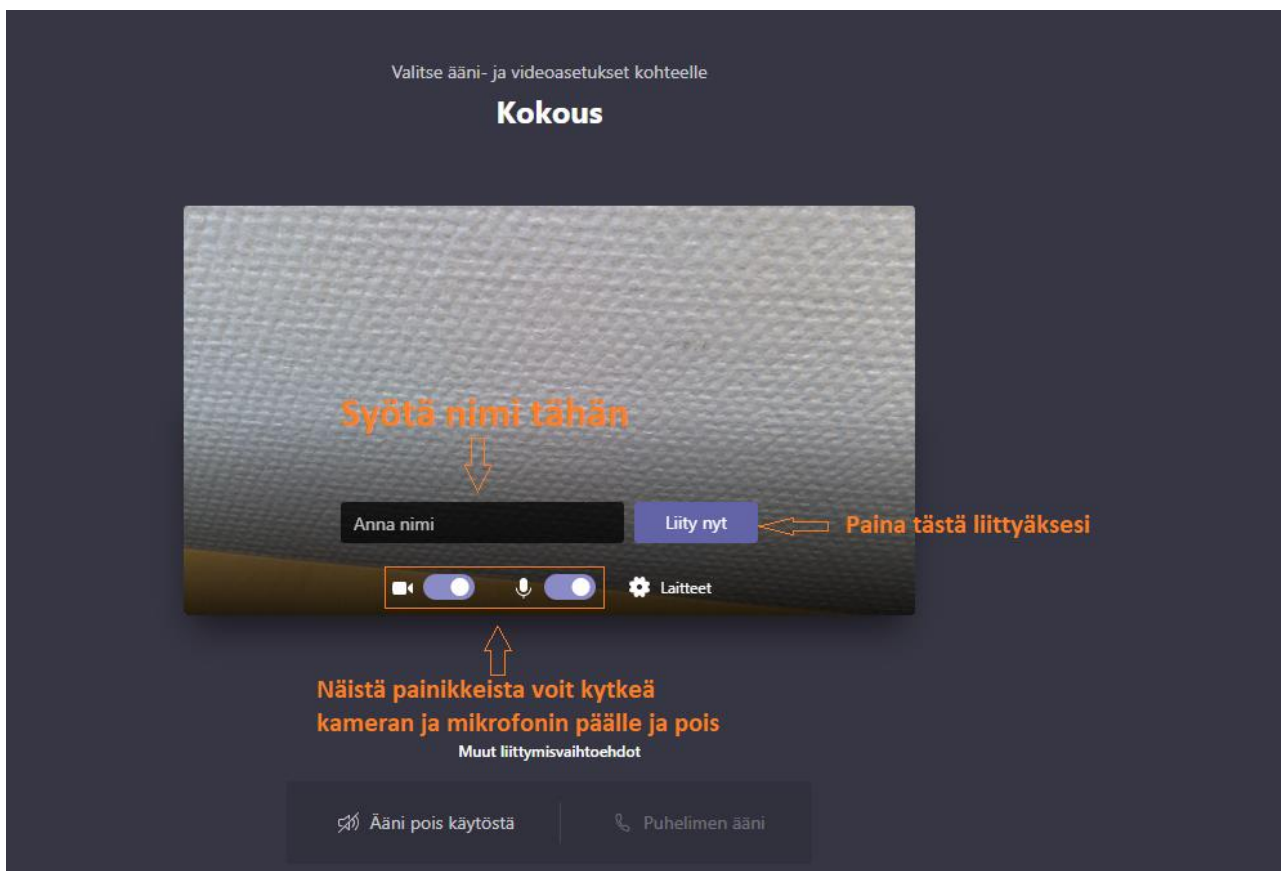 Valitse ääni- ja videoasetukset kohteelle
Kokous
Syötä nimi tähän
Anna nimi
Liity nyt
Paina tästä liittyäksesi
Laitteet
Näistä painikkeista voit kytkeä
kameran ja mikrofonin päälle ja pois
Muut liittymisvaihtoehdot
Ääni pois käytöstä
Puhelimen ääni